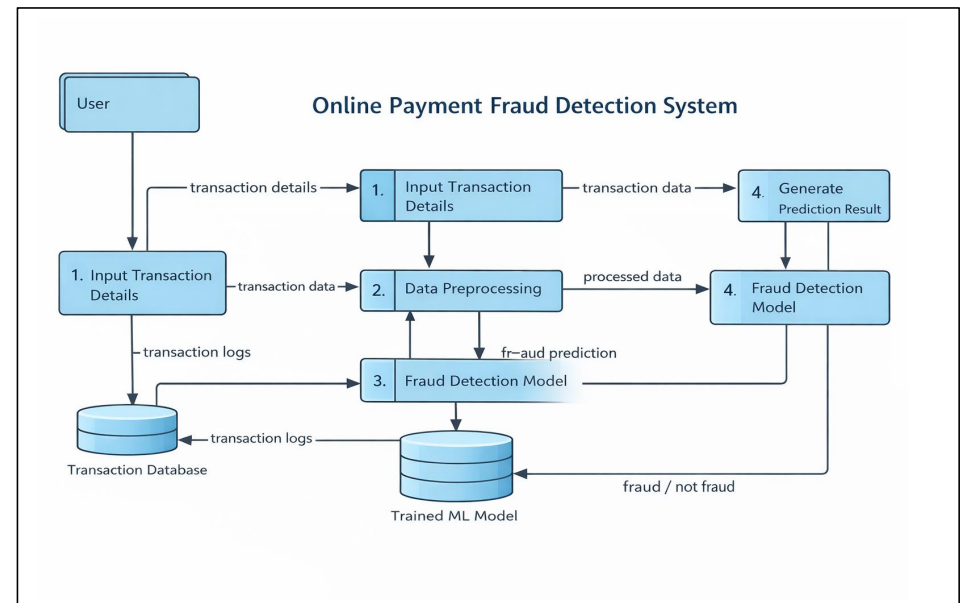 User
Online Payment Fraud Detection System
transaction details
1. Input Transaction
Details
transaction data
4. Generate
Prediction Result
1. Input Transaction
Details
transaction data
2. Data Preprocessing
processed data
4. Fraud Detection
Model
transaction logs
fr-aud prediction
3. Fraud Detection Model
transaction logs
Transaction Database
fraud / not fraud
Trained ML Model